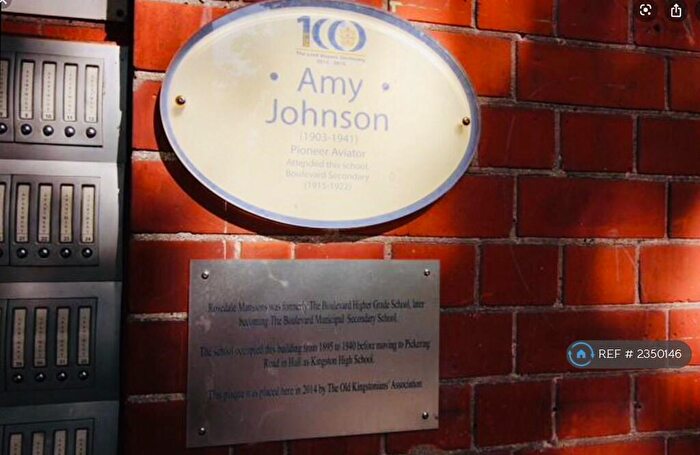 100
• Amy •
Johnson
(1903-1941)
Pioneer Aviator
Attended this school,
Boulevard Secondary
(1915-1922)
Rosedale Mansions was formerly The Boulevard Higher Grade School, later
becoming The Boulevard Municipal Secondary School.
The school occupied this building from 1895 to 1940 before moving to Pickering
Road in Hull as Kingston High School.
This plaque is placed here in 2014 by The Old Kingstonians' Association
REF # 2350146